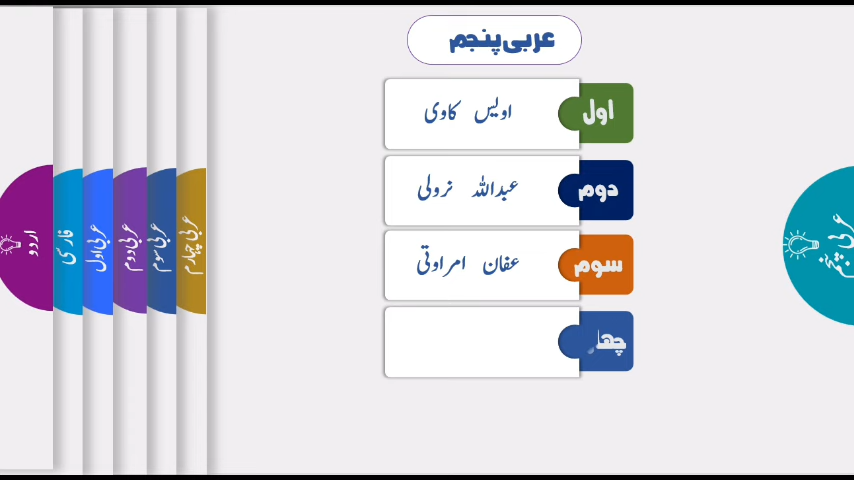 عربی پنجم
اول
اویس کاوی
دوم
عبداللہ نرولی
سوم
عفان امراوتی
عربی چہارم
عربی سوم
عربی دوم
عربی اول
فارسی
اردو